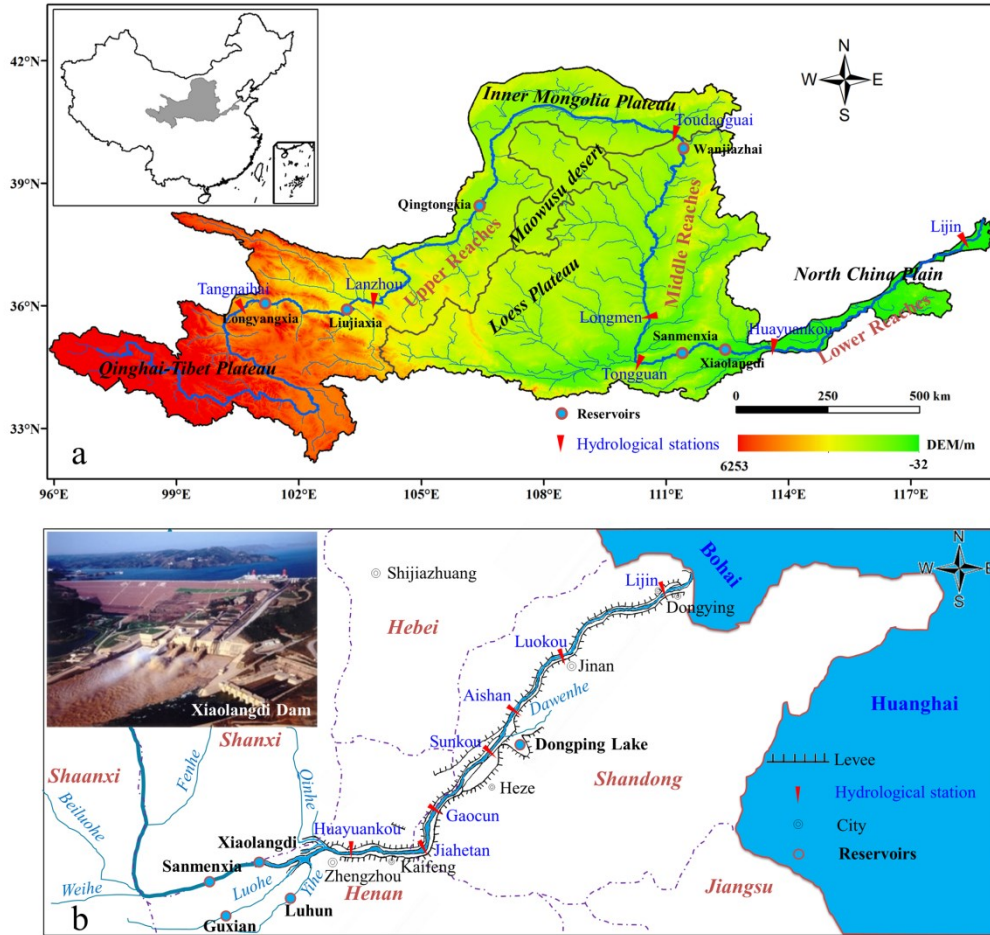 a
N
W E
S
42°N
39°N
36°N
33°N
Inner Mongolia Plateau
Toudaoguai
Wanjiazhai
Qingtongxia
Maowusu desert
Upper Reaches
Middle Reaches
Lijin
Tangnaihai
Lanzhou
Loess Plateau
North China Plain
Longyangxia
Liujiaxia
Longmen
Sanmenxia
Huayuankou
Xiaolangdi
Lower Reaches
Qinghai-Tibet Plateau
Tongguan
0 250 500 km
Reservoirs
Hydrological stations
DEM/m
6253 -32
a
96°E 99°E 102°E 105°E 108°E 111°E 114°E 117°E
N
W E
S
Bohai
Shijiazhuang
Lijin
Dongying
Hebei
Luokou
Jinan
Xiaolangdi Dam
Aishan
Dawenhe
Huanghai
Shanxi
Sunkou
Dongping Lake
Levee
Shaanxi
Fenhe
Shandong
Hydrological station
Beiluohe
Qinhe
Heze
Gaocun
City
Huayuankou
Xiaolangdi
Jiahetan
Reservoirs
Sanmenxia
Zhengzhou
Kaifeng
Weihe
Luohe
Yihe
Henan
Jiangsu
Luhun
Guxian
b